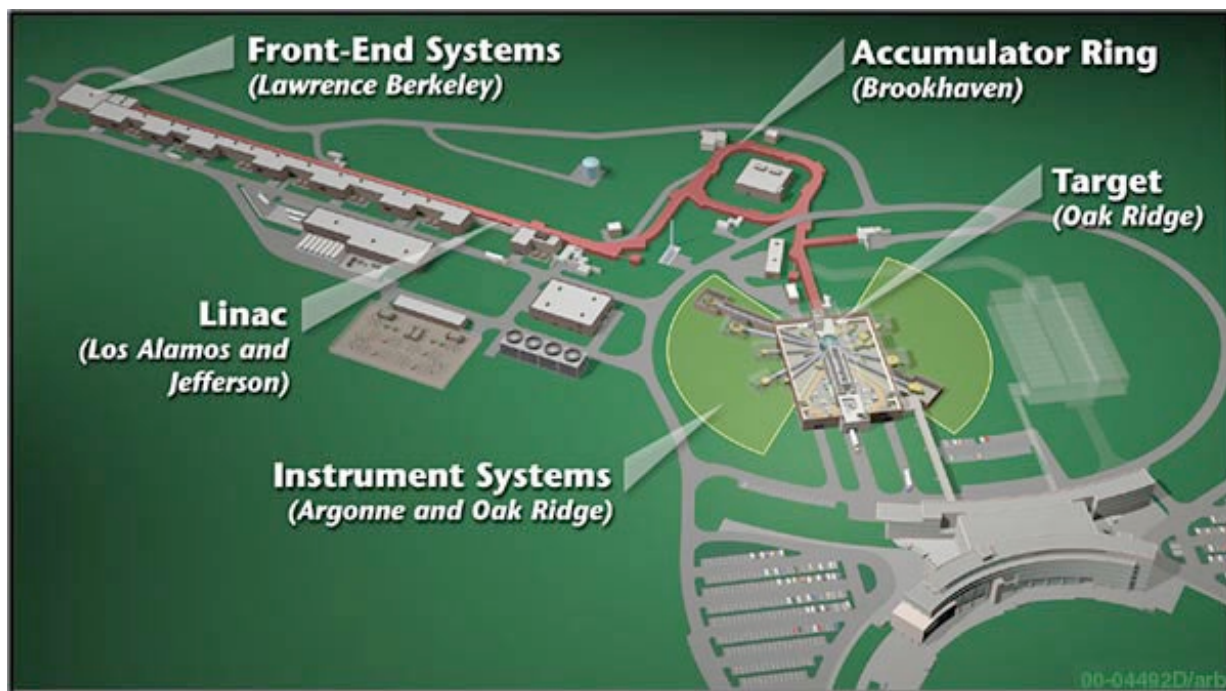 Front-End Systems
(Lawrence Berkeley)
Accumulator Ring
(Brookhaven)
Target
(Oak Ridge)
Linac
(Los Alamos and
Jefferson)
Instrument Systems
(Argonne and Oak Ridge)
00-04492D/arb